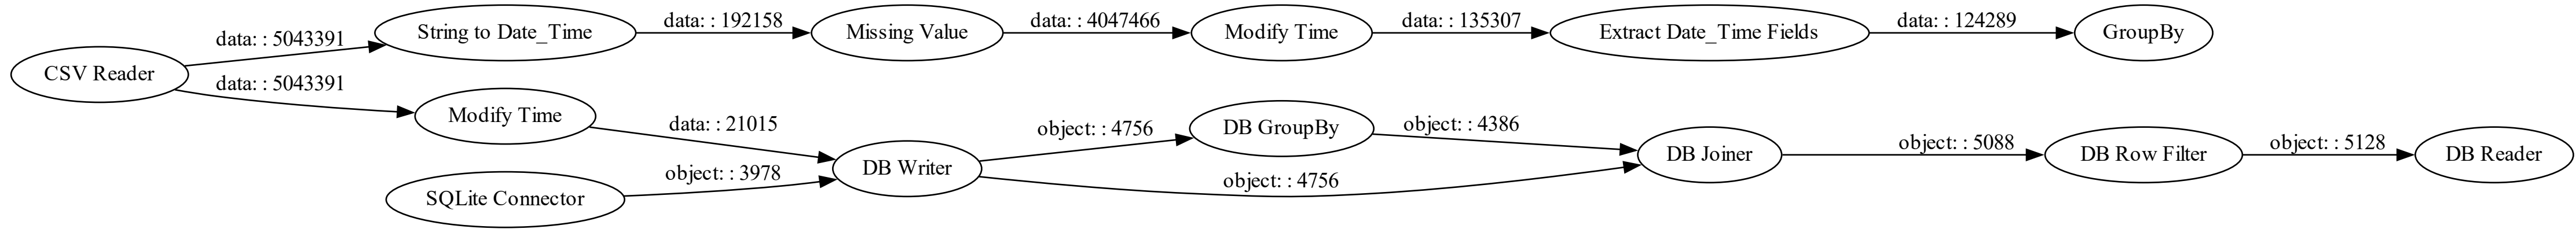 CSV Reader
data: : 5043391
String to Date_Time
data: : 192158
Missing Value
data: : 4047466
Modify Time
data: : 135307
Extract Date_Time Fields
data: : 124289
GroupBy
data: : 5043391
Modify Time
data: : 21015
SQLite Connector
object: : 3978
DB Writer
object: : 4756
DB GroupBy
object: : 4386
object: : 4756
DB Joiner
object: : 5088
DB Row Filter
object: : 5128
DB Reader